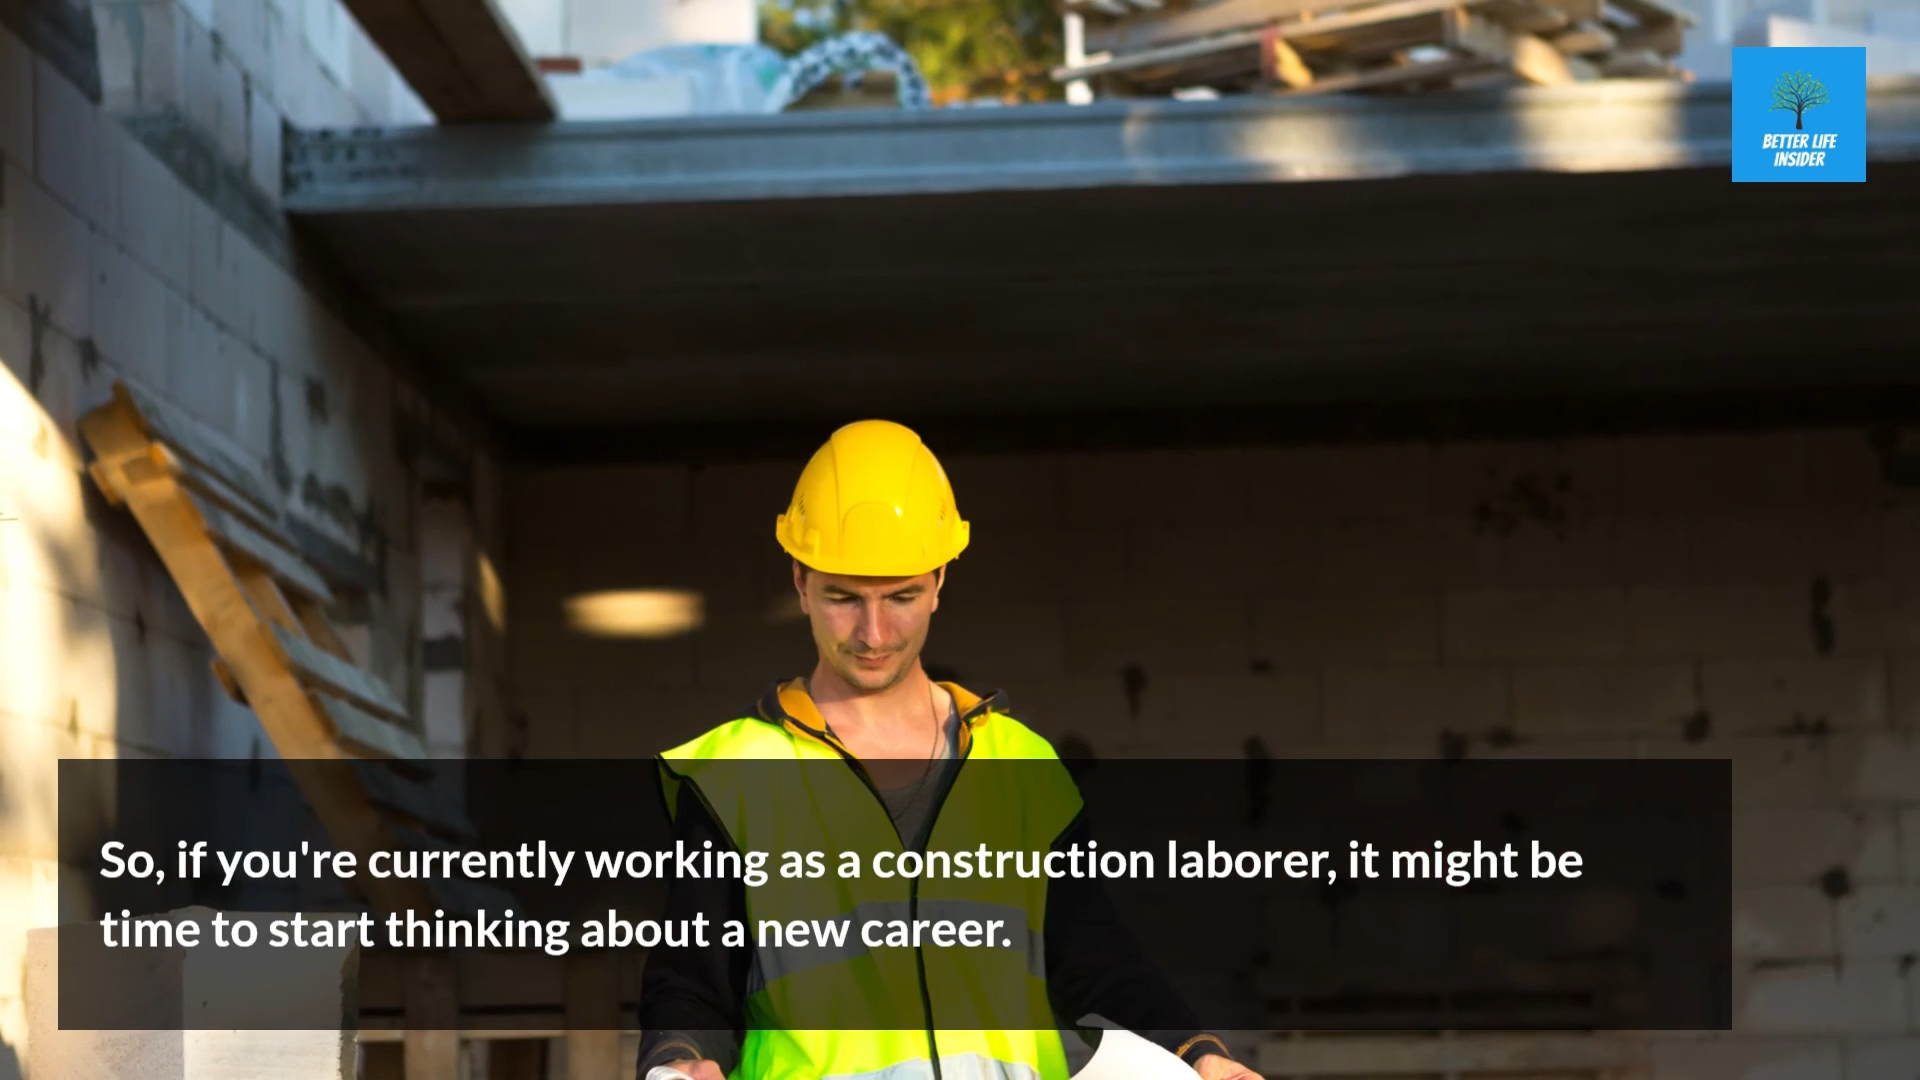 BETTER LIFE
INSIDER
So, if you're currently working as a construction laborer, it might be
time to start thinking about a new career.